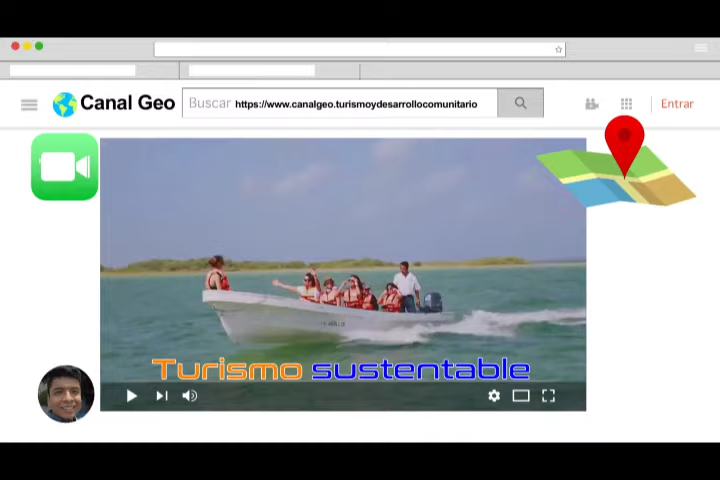 Canal Geo
Buscar https://www.canalgeo.turismoydesarrollocomunitario
Entrar
Turismo sustentable